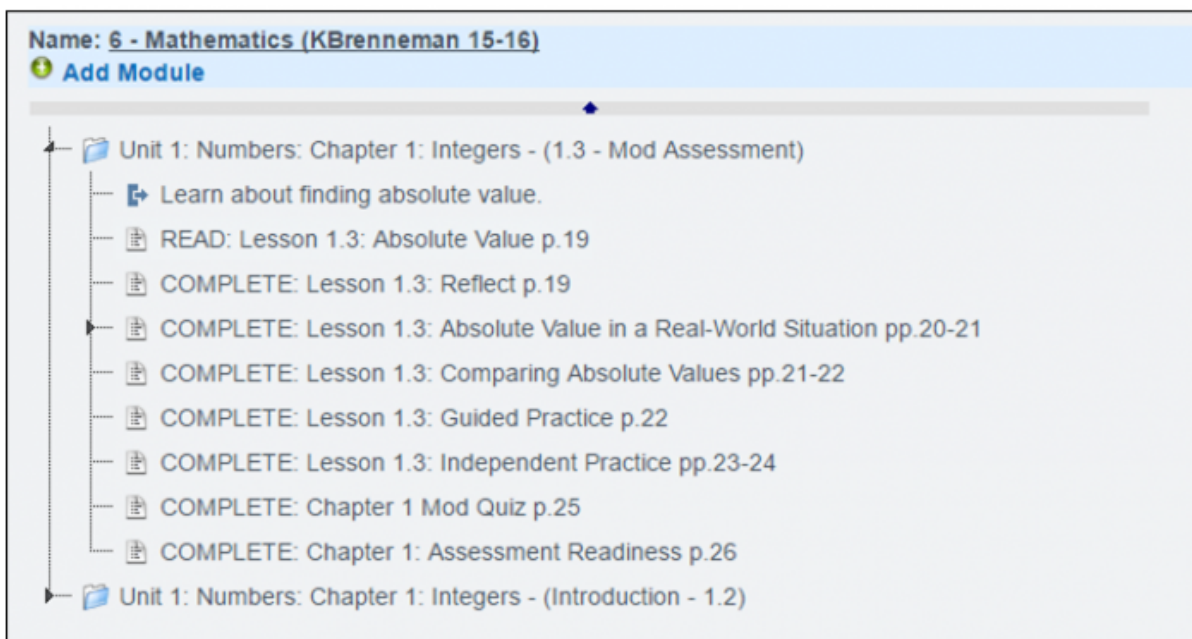 Name: 6 - Mathematics (KBrenneman 15-16)
Add Module
Unit 1: Numbers: Chapter 1: Integers - (1.3 - Mod Assessment)
Learn about finding absolute value.
READ: Lesson 1.3: Absolute Value p.19
COMPLETE: Lesson 1.3: Reflect p.19
COMPLETE: Lesson 1.3: Absolute Value in a Real-World Situation pp.20-21
COMPLETE: Lesson 1.3: Comparing Absolute Values pp.21-22
COMPLETE: Lesson 1.3: Guided Practice p.22
COMPLETE: Lesson 1.3: Independent Practice pp.23-24
COMPLETE: Chapter 1 Mod Quiz p.25
COMPLETE: Chapter 1: Assessment Readiness p.26
Unit 1: Numbers: Chapter 1: Integers - (Introduction - 1.2)